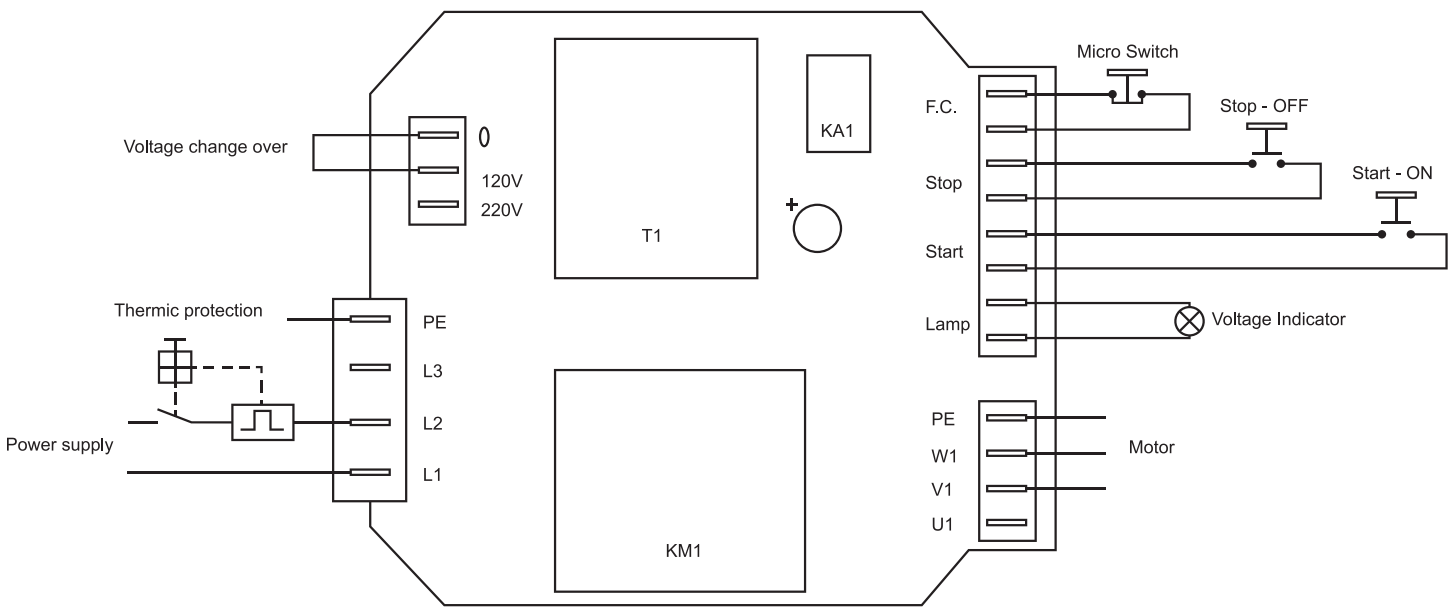 Voltage change over
0
120V
220V
Thermic protection
PE
L3
L2
L1
Power supply
T1
KA1
+
KM1
F.C.
Stop
Start
Lamp
Micro Switch
Stop - OFF
Start - ON
Voltage Indicator
PE
W1
V1
U1
Motor